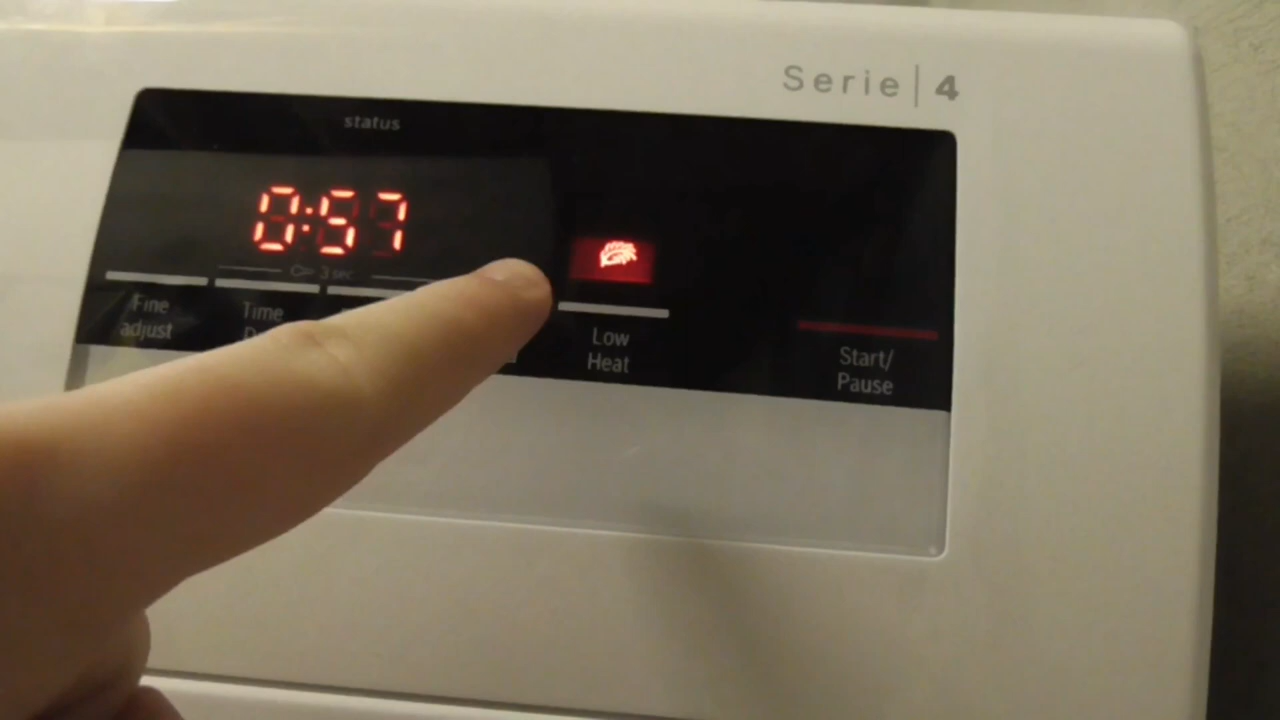 Serie | 4
status
0:57
3 sec
Fine
adjust
Time
Low
Heat
Start/
Pause